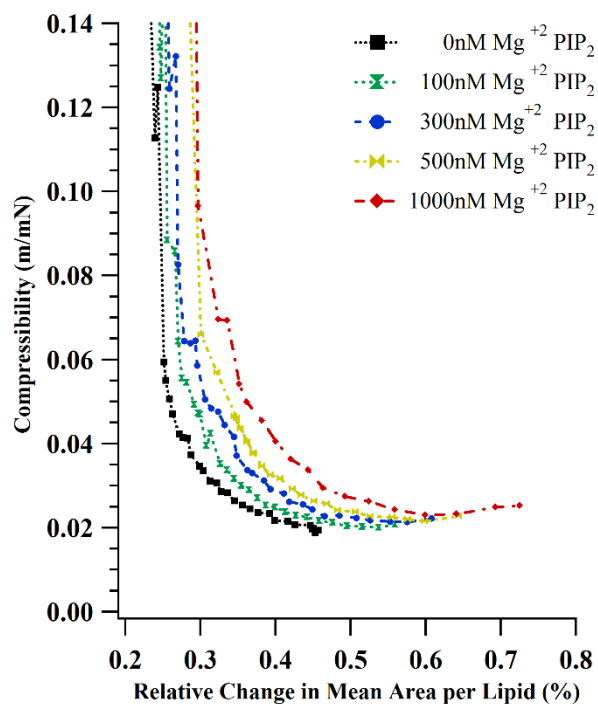 0.14
0.12
0.10
0.08
0.06
0.04
0.02
0.00
Compressibility (m/mN)
0nM Mg +2 PIP2
100nM Mg +2 PIP2
300nM Mg+2 PIP2
500nM Mg +2 PIP2
1000nM Mg +2 PIP2
0.2 0.3 0.4 0.5 0.6 0.7 0.8
Relative Change in Mean Area per Lipid (%)